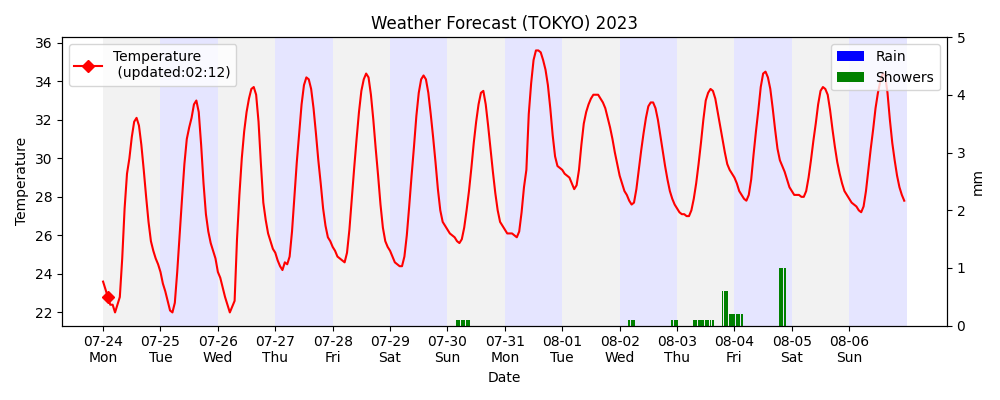 Weather Forecast (TOKYO) 2023
Temperature
(updated:02:12)
Rain
Showers
Temperature
36
34
32
30
28
26
24
22
5
4
3
2
1
0
mm
07-24 07-25 07-26 07-27 07-28 07-29 07-30 07-31 08-01 08-02 08-03 08-04 08-05 08-06
Mon Tue Wed Thu Fri Sat Sun Mon Tue Wed Thu Fri Sat Sun
Date